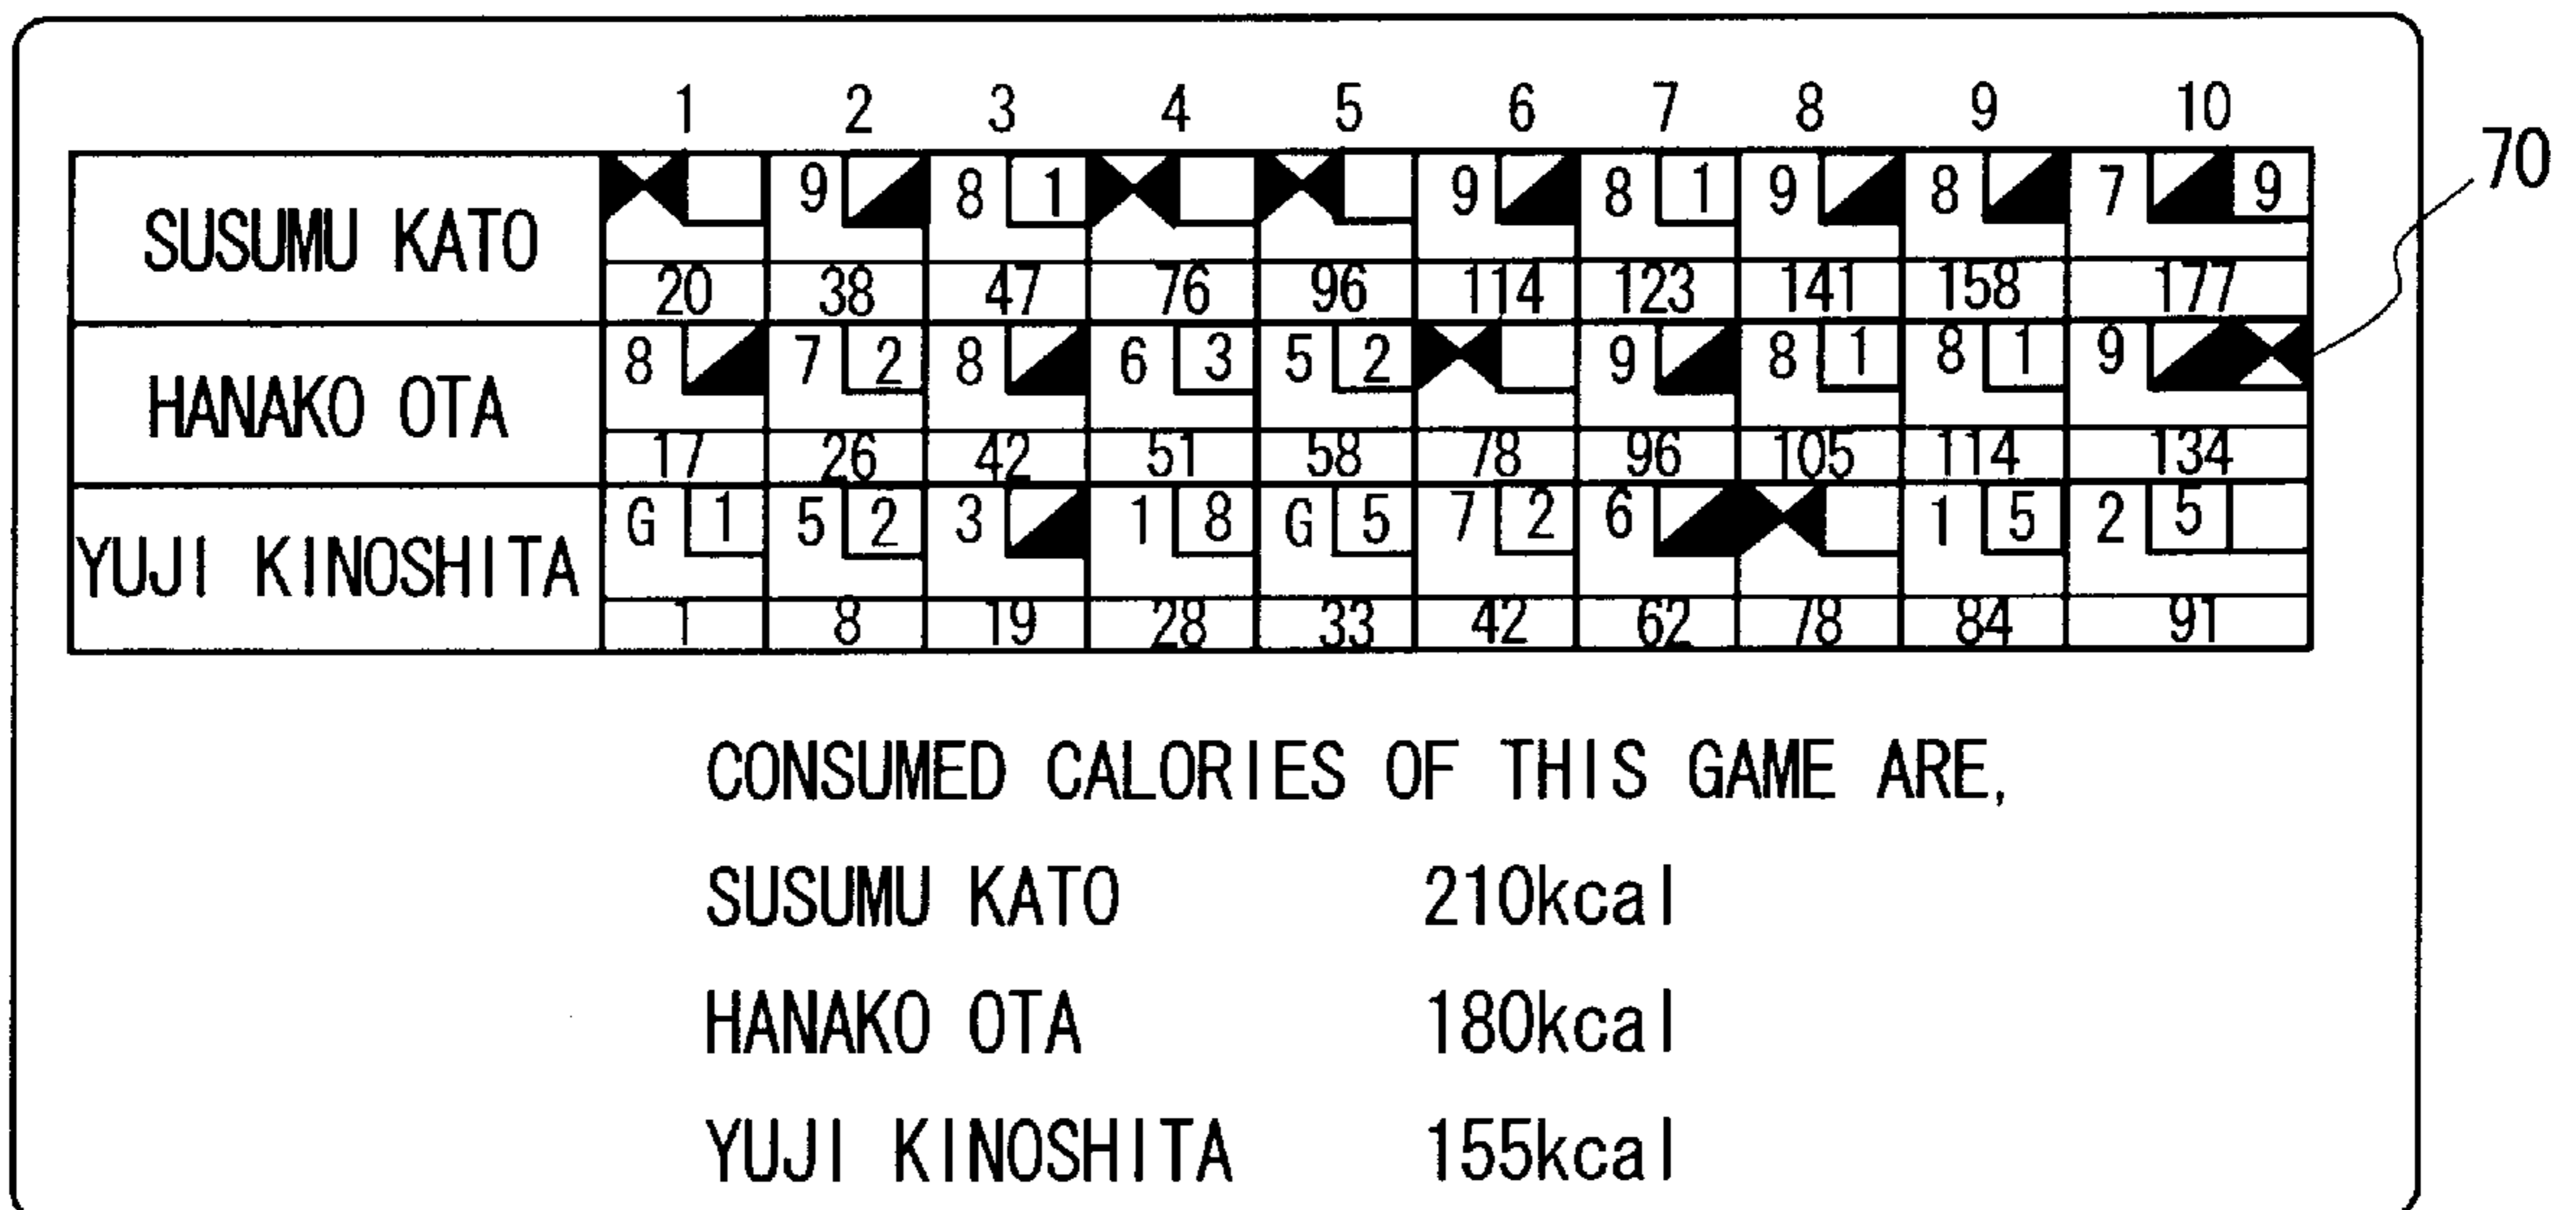 1 2 3 4 5 6 7 8 9 10
70
9 8 1 9 8 1 9 8 7 9
SUSUMU KATO
20 38 47 76 96 114 123 141 158 177
8 7 2 8 6 3 5 2 9 8 1 8 1 9
HANAKO OTA
17 26 42 51 58 78 96 105 114 134
G 1 5 2 3 1 8 G 5 7 2 6 1 5 2 5
YUJI KINOSHITA
1 8 19 28 33 42 62 78 84 91
CONSUMED CALORIES OF THIS GAME ARE,
SUSUMU KATO 210kcal
HANAKO OTA 180kcal
YUJI KINOSHITA 155kcal